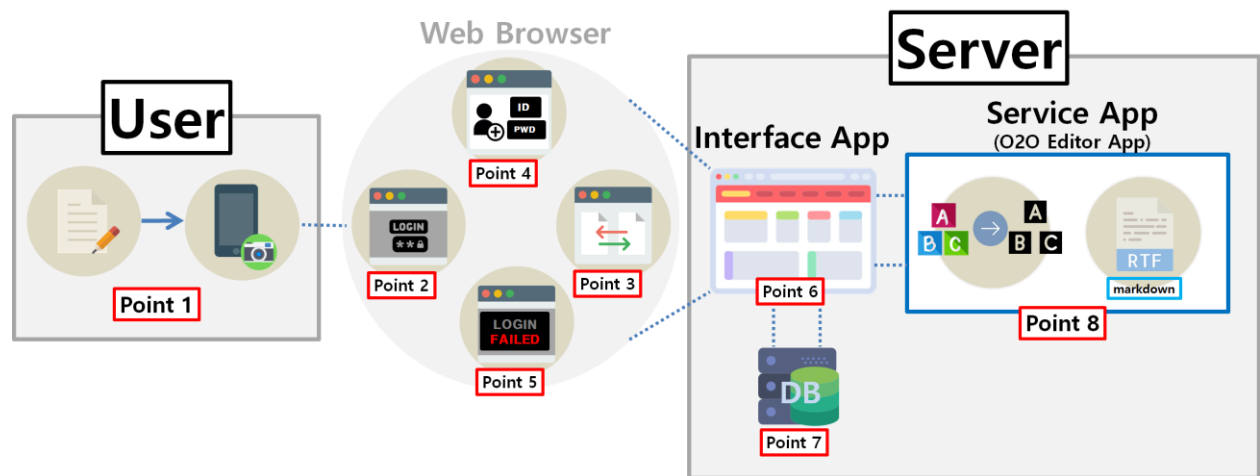 Web Browser
Server
User
ID
PWD
Point 4
Interface App
Service App
(O2O Editor App)
LOGIN
**
Point 2
Point 3
Point 1
LOGIN
FAILED
Point 5
Point 6
A
B C
A
B C
RTF
markdown
Point 8
DB
Point 7